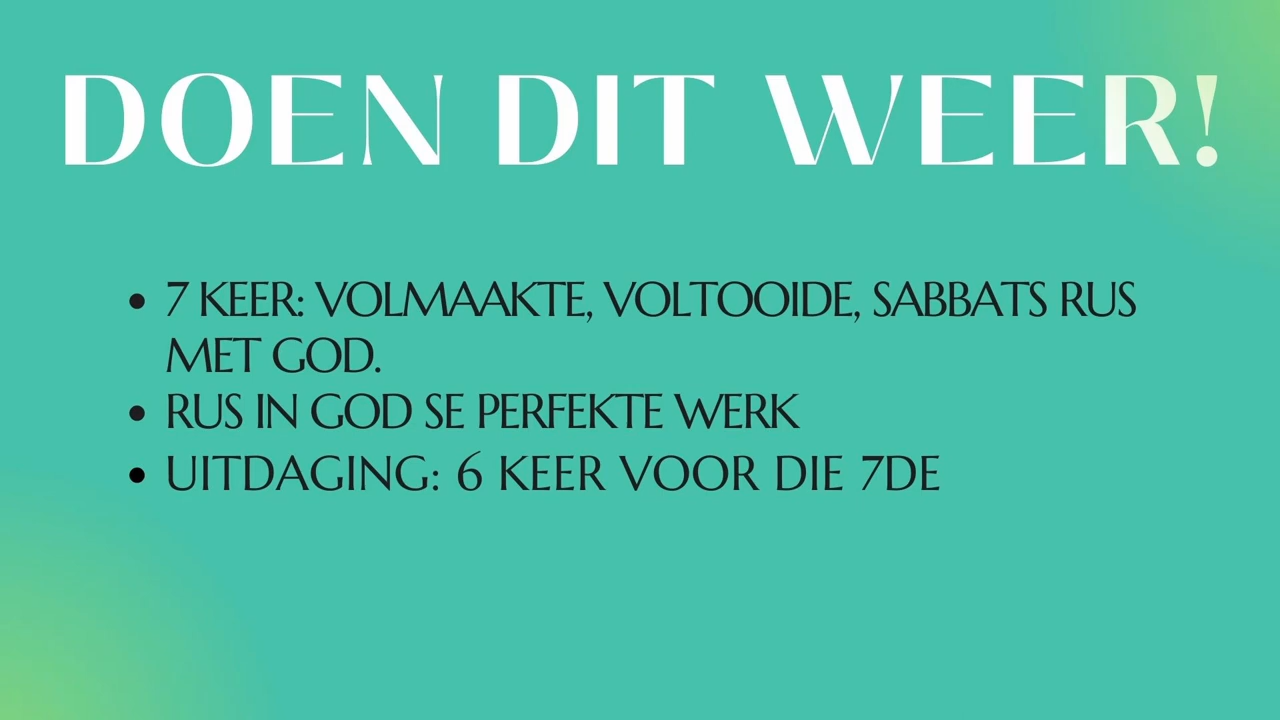 DOEN DIT WEER!
• 7 KEER: VOLMAAKTE, VOLTOOIDE, SABBATS RUS
MET GOD.
• RUS IN GOD SE PERFEKTE WERK
• UITDAGING: 6 KEER VOOR DIE 7DE